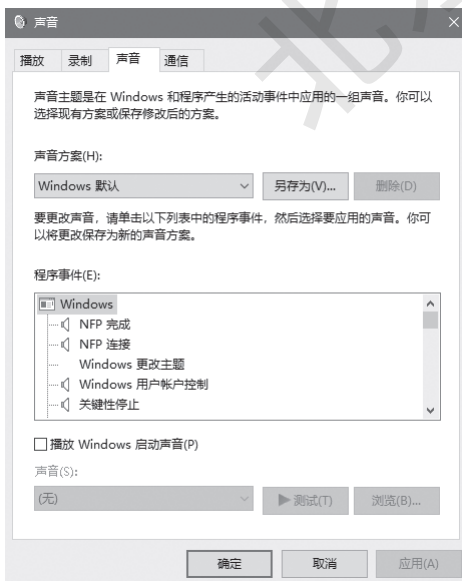 声音
播放 录制 声音 通信
声音主题是在 Windows 和程序产生的活动事件中应用的一组声音。你可以
选择现有方案或保存修改后的方案。
声音方案(H):
Windows 默认 另存为(V)... 删除(D)
要更改声音，请单击以下列表中的程序事件，然后选择要应用的声音。你可
以将更改保存为新的声音方案。
程序事件(E):
Windows
NFP 完成
NFP 连接
Windows 更改主题
Windows 用户帐户控制
关键性停止
播放 Windows 启动声音(P)
声音(S):
(无) 测试(T) 浏览(B)...
确定 取消 应用(A)